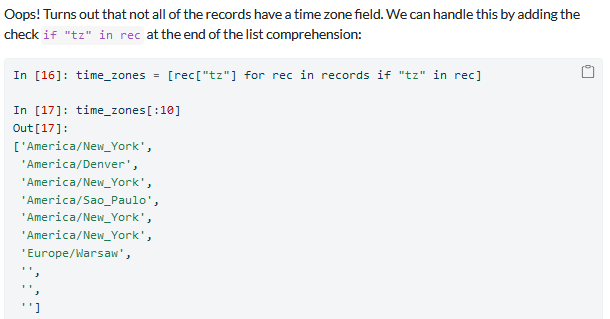 Oops! Turns out that not all of the records have a time zone field. We can handle this by adding the
check if "tz" in rec at the end of the list comprehension:
In [16]: time_zones = [rec["tz"] for rec in records if "tz" in rec]
In [17]: time_zones[:10]
Out[17]:
['America/New_York',
 'America/Denver',
 'America/New_York',
 'America/Sao_Paulo',
 'America/New_York',
 'America/New_York',
 'Europe/Warsaw',
 '',
 '',
 '']